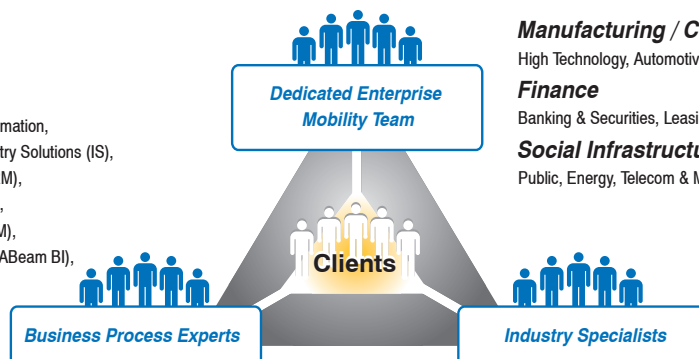 Manufacturing / C
High Technology, Automotiv
Finance
Banking & Securities, Leasi
Social Infrastructu
Public, Energy, Telecom & M
Dedicated Enterprise
Mobility Team
mation,
try Solutions (IS),
M),
,
M),
ABeam BI),
Clients
Business Process Experts
Industry Specialists